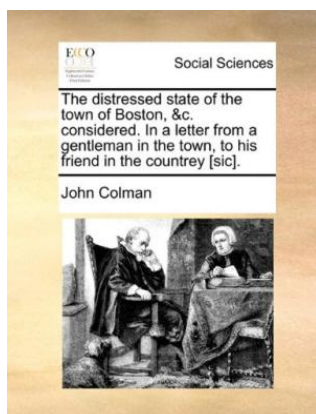 ECCO
Social Sciences
The distressed state of the
town of Boston, &c.
considered. In a letter from a
gentleman in the town, to his
friend in the countrey [sic].
John Colman